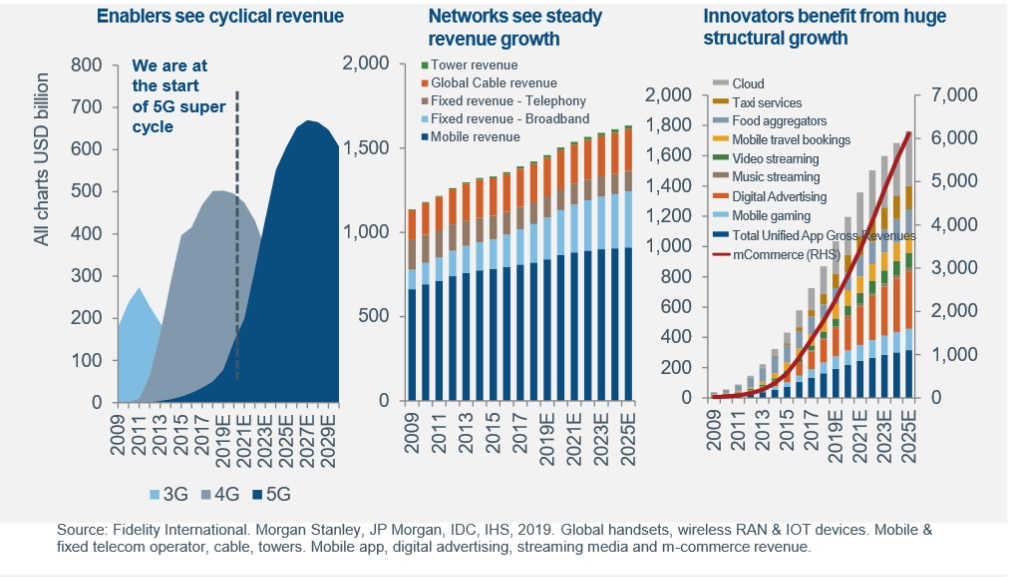 Enablers see cyclical revenue
All charts USD billion
800
700
600
500
400
300
200
100
0
We are at
the start
of 5G super
cycle
2009
2011
2013
2015
2017
2019E
2021E
2023E
2025E
2027E
2029E
3G
4G
5G
Networks see steady
revenue growth
2,000
1,500
1,000
500
0
Tower revenue
Global Cable revenue
Fixed revenue - Telephony
Fixed revenue - Broadband
Mobile revenue
2009
2011
2013
2015
2017
2019E
2021E
2023E
2025E
Innovators benefit from huge
structural growth
Cloud
Taxi services
Food aggregators
Mobile travel bookings
Video streaming
Music streaming
Digital Advertising
Mobile gaming
Total Unified App Gross Revenues
mCommerce (RHS)
2,000
1,800
1,600
1,400
1,200
1,000
800
600
400
200
0
7,000
6,000
5,000
4,000
3,000
2,000
1,000
0
2009
2011
2013
2015
2017
2019E
2021E
2023E
2025E
Source: Fidelity International. Morgan Stanley, JP Morgan, IDC, IHS, 2019. Global handsets, wireless RAN & IOT devices. Mobile &
fixed telecom operator, cable, towers. Mobile app, digital advertising, streaming media and m-commerce revenue.